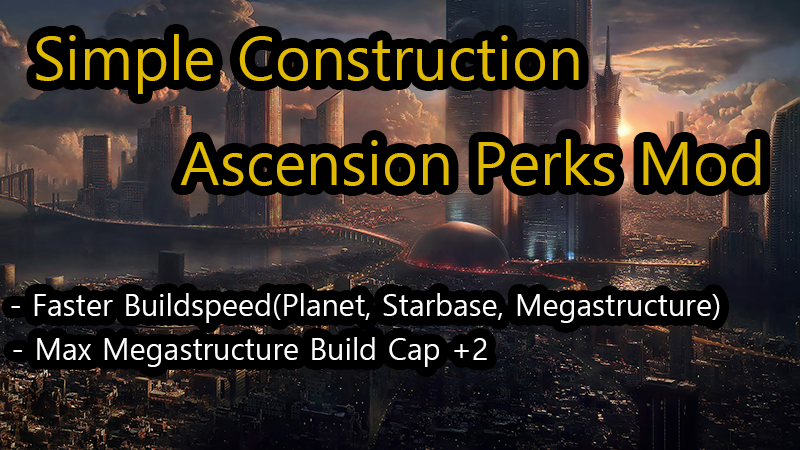 Simple Construction
Ascension Perks Mod
- Faster Buildspeed(Planet, Starbase, Megastructure)
- Max Megastructure Build Cap +2